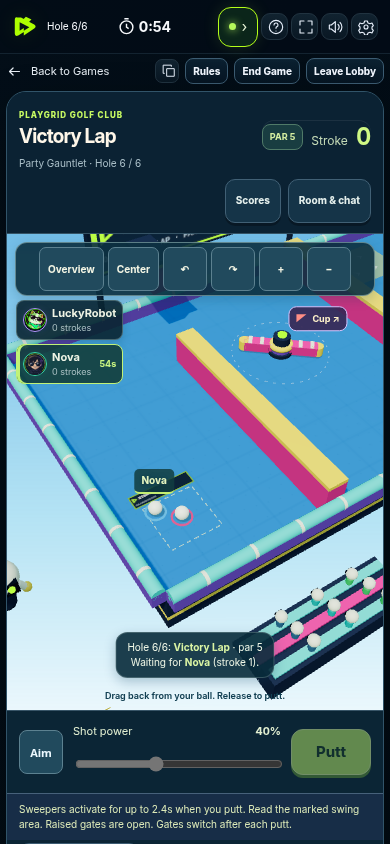 Hole 6/6
0:54
›
Back to Games
Rules
End Game
Leave Lobby
PLAYGRID GOLF CLUB
Victory Lap
PAR 5
Stroke 0
Party Gauntlet · Hole 6 / 6
Scores
Room & chat
Overview
Center
↶
↷
+
−
LuckyRobot
0 strokes
Nova
0 strokes
54s
Cup ↗
Nova
Hole 6/6: Victory Lap · par 5
Waiting for Nova (stroke 1).
Drag back from your ball. Release to putt.
Aim
Shot power
40%
Putt
Sweepers activate for up to 2.4s when you putt. Read the marked swing
area. Raised gates are open. Gates switch after each putt.